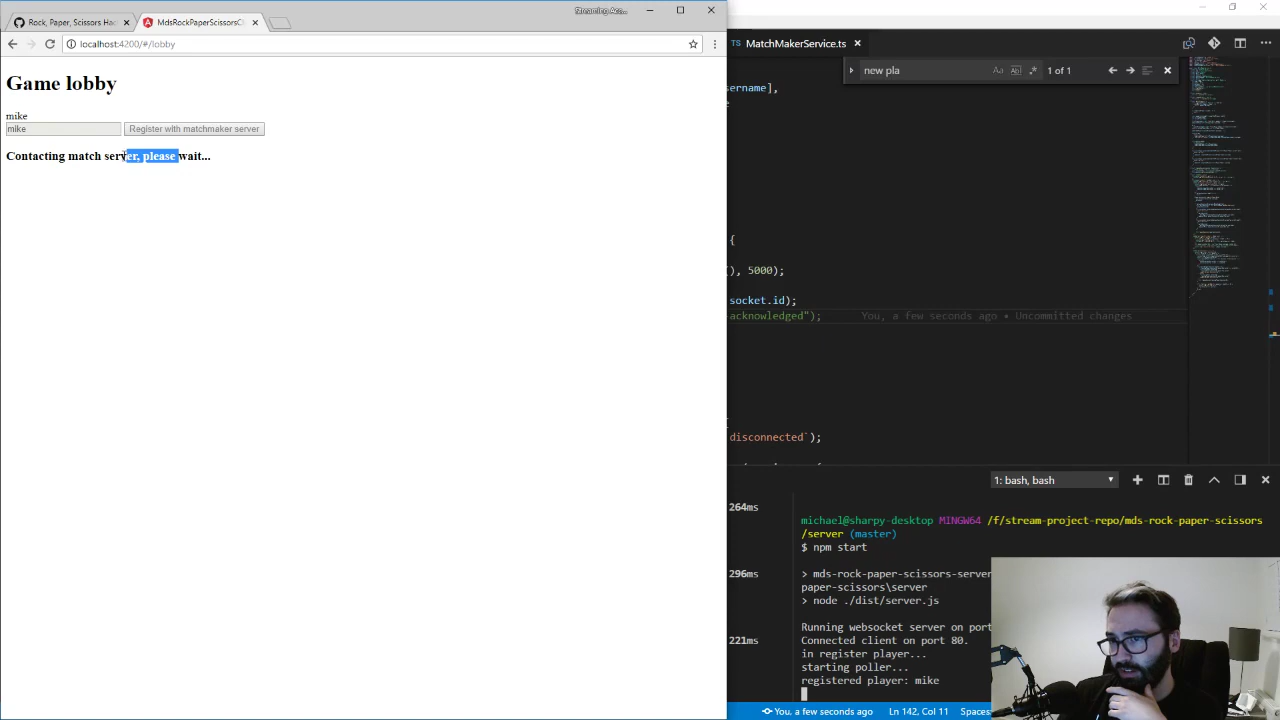 Rock, Paper, Scissors Ha
MdsRockPaperScissorsC
localhost:4200/#/lobby
Game lobby
mike
mike
Register with matchmaker server
Contacting match server, please wait...
TS MatchMakerService.ts
new pla
Aa
1 of 1
sername],
{
), 5000);
socket.id);
acknowledged");
You, a few seconds ago • Uncommitted changes
disconnected`);
1: bash, bash
264ms
296ms
221ms
michael@sharpy-desktop MINGW64 /f/stream-project-repo/mds-rock-paper-scissors
/server (master)
$ npm start
> mds-rock-paper-scissors-server
paper-scissors\server
> node ./dist/server.js
Running websocket server on port
Connected client on port 80.
in register player...
starting poller...
registered player: mike
You, a few seconds ago
Ln 142, Col 11
Spaces: